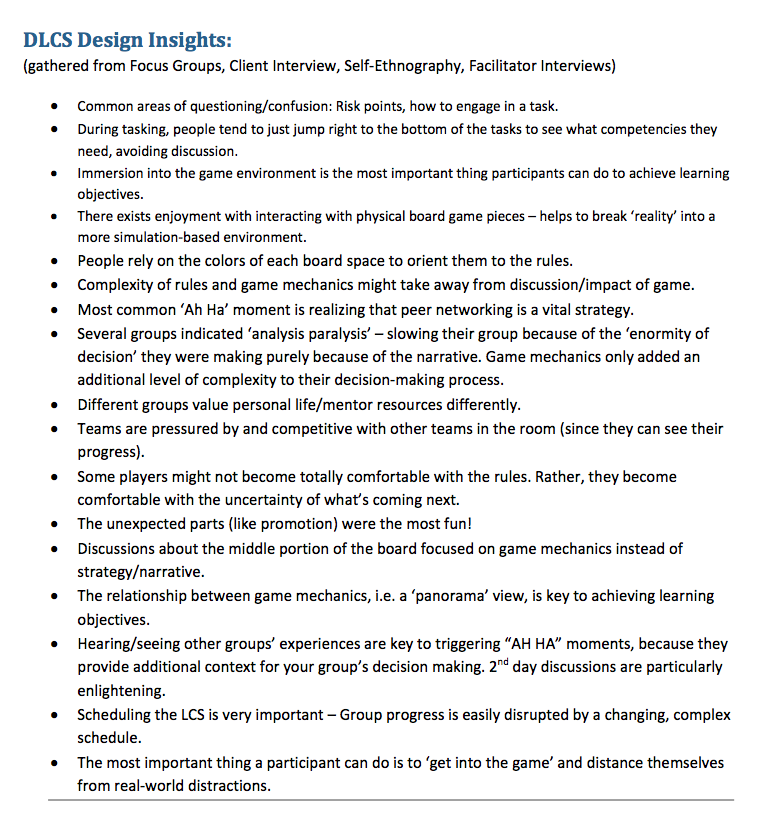 DLCS Design Insights:
(gathered from Focus Groups, Client Interview, Self-Ethnography, Facilitator Interviews)
• Common areas of questioning/confusion: Risk points, how to engage in a task.
• During tasking, people tend to just jump right to the bottom of the tasks to see what competencies they
need, avoiding discussion.
• Immersion into the game environment is the most important thing participants can do to achieve learning
objectives.
• There exists enjoyment with interacting with physical board game pieces – helps to break ‘reality’ into a
more simulation-based environment.
• People rely on the colors of each board space to orient them to the rules.
• Complexity of rules and game mechanics might take away from discussion/impact of game.
• Most common ‘Ah Ha’ moment is realizing that peer networking is a vital strategy.
• Several groups indicated ‘analysis paralysis’ – slowing their group because of the ‘enormity of
decision’ they were making purely because of the narrative. Game mechanics only added an
additional level of complexity to their decision-making process.
• Different groups value personal life/mentor resources differently.
• Teams are pressured by and competitive with other teams in the room (since they can see their
progress).
• Some players might not become totally comfortable with the rules. Rather, they become
comfortable with the uncertainty of what’s coming next.
• The unexpected parts (like promotion) were the most fun!
• Discussions about the middle portion of the board focused on game mechanics instead of
strategy/narrative.
• The relationship between game mechanics, i.e. a ‘panorama’ view, is key to achieving learning
objectives.
• Hearing/seeing other groups’ experiences are key to triggering “AH HA” moments, because they
provide additional context for your group’s decision making. 2nd day discussions are particularly
enlightening.
• Scheduling the LCS is very important – Group progress is easily disrupted by a changing, complex
schedule.
• The most important thing a participant can do is to ‘get into the game’ and distance themselves
from real-world distractions.